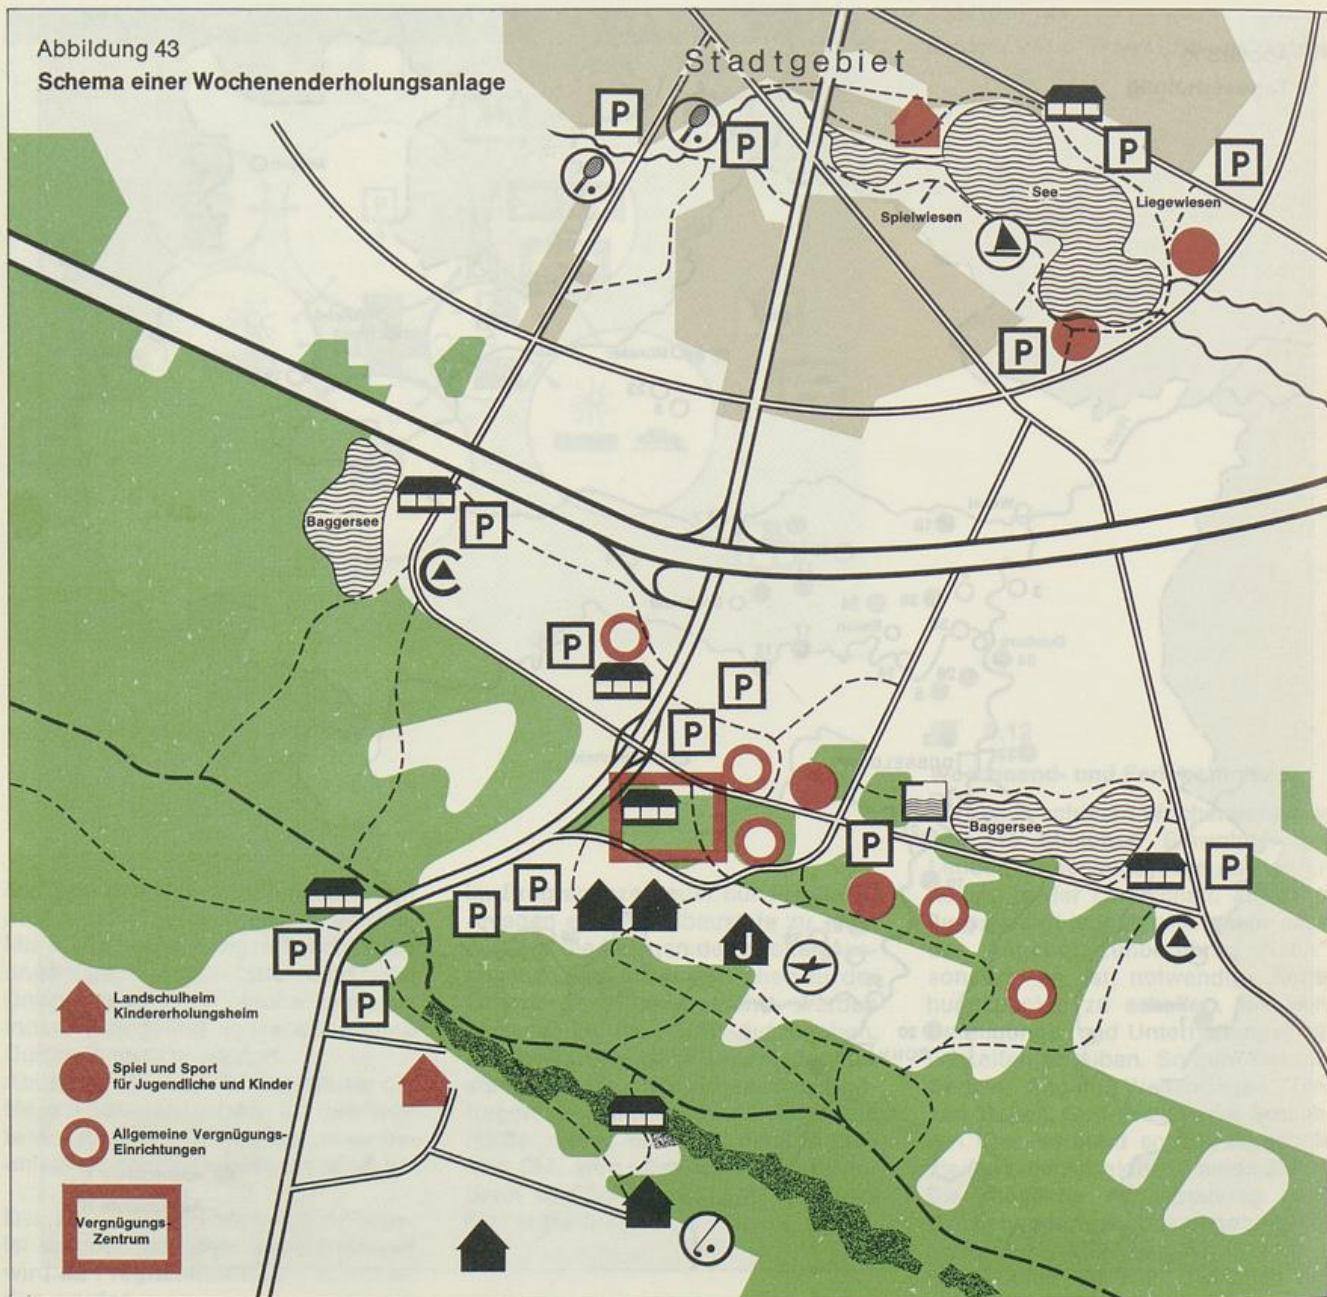 Abbildung 43
Schema einer Wochenenderholungsanlage
Stadtgebiet
P
P
P
P
See
Liegewiesen
Spielwiesen
P
Baggersee
P
P
P
P
Baggersee
P
P
P
P
J
P
P
Landschulheim
Kindererholungsheim
Spiel und Sport
für Jugendliche und Kinder
Allgemeine Vergnügungs-
Einrichtungen
Vergnügungs-
Zentrum